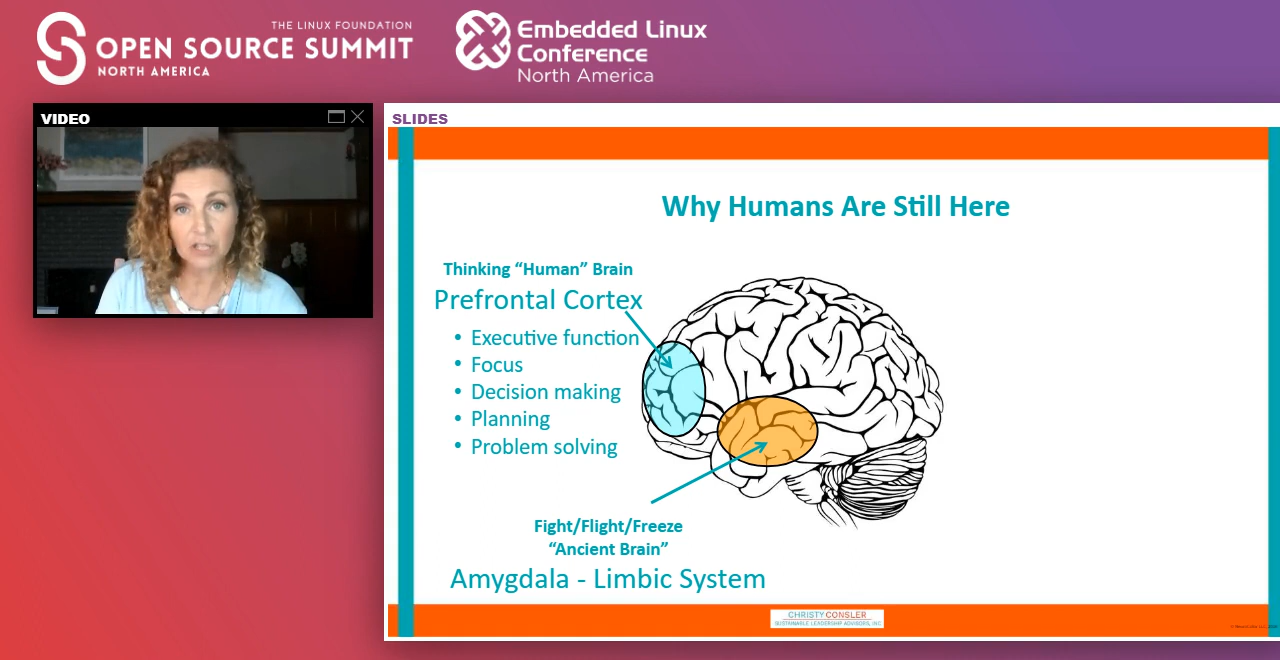 THE LINUX FOUNDATION
OPEN SOURCE SUMMIT
NORTH AMERICA
Embedded Linux
Conference
North America
VIDEO
SLIDES
Why Humans Are Still Here
Thinking “Human” Brain
Prefrontal Cortex
• Executive function
• Focus
• Decision making
• Planning
• Problem solving
Fight/Flight/Freeze
“Ancient Brain”
Amygdala - Limbic System
CHRISTY CONSLER
SUSTAINABLE LEADERSHIP ADVISORS, INC